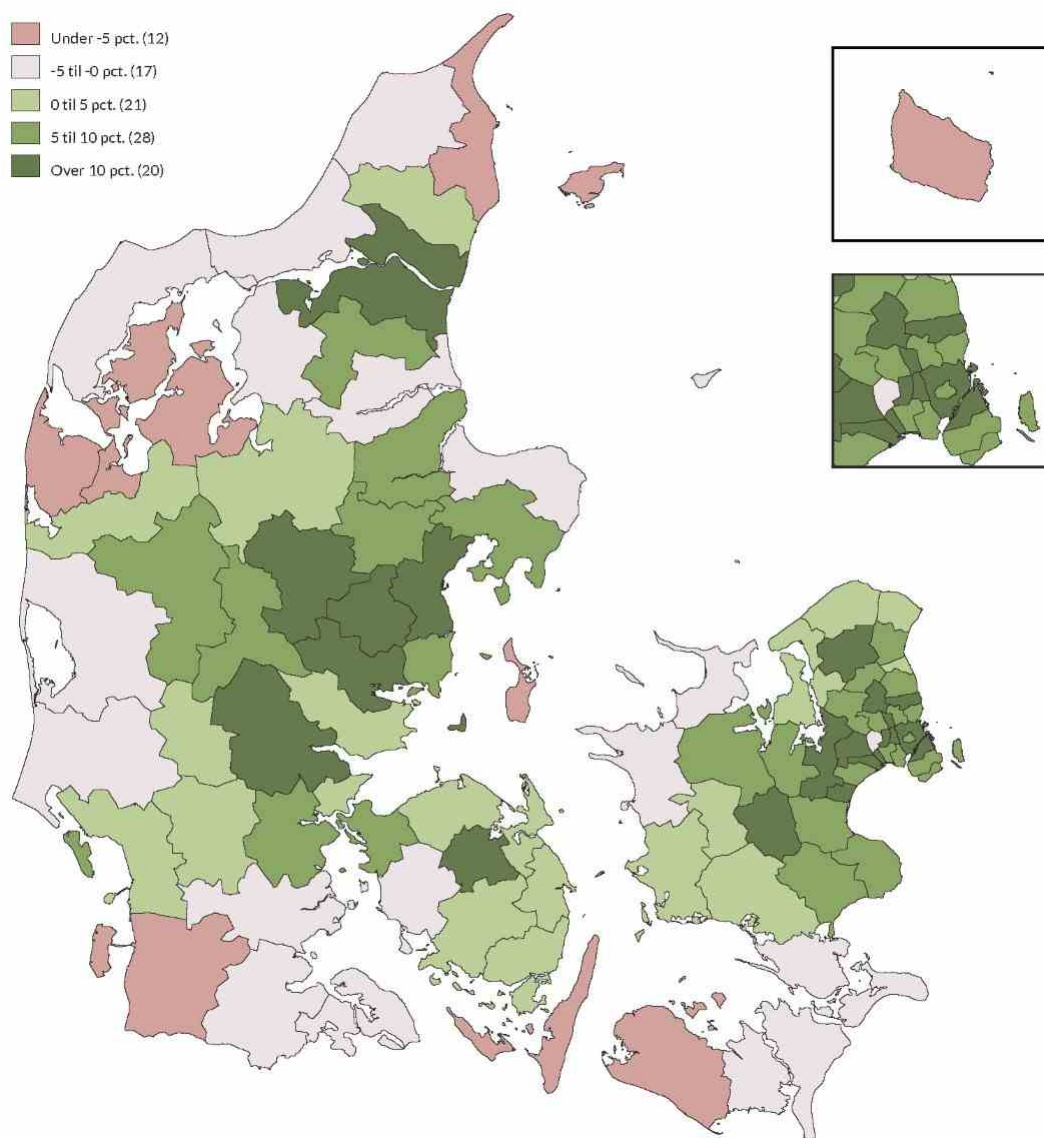 Under -5 pct. (12)
-5 til -0 pct. (17)
0 til 5 pct. (21)
5 til 10 pct. (28)
Over 10 pct. (20)